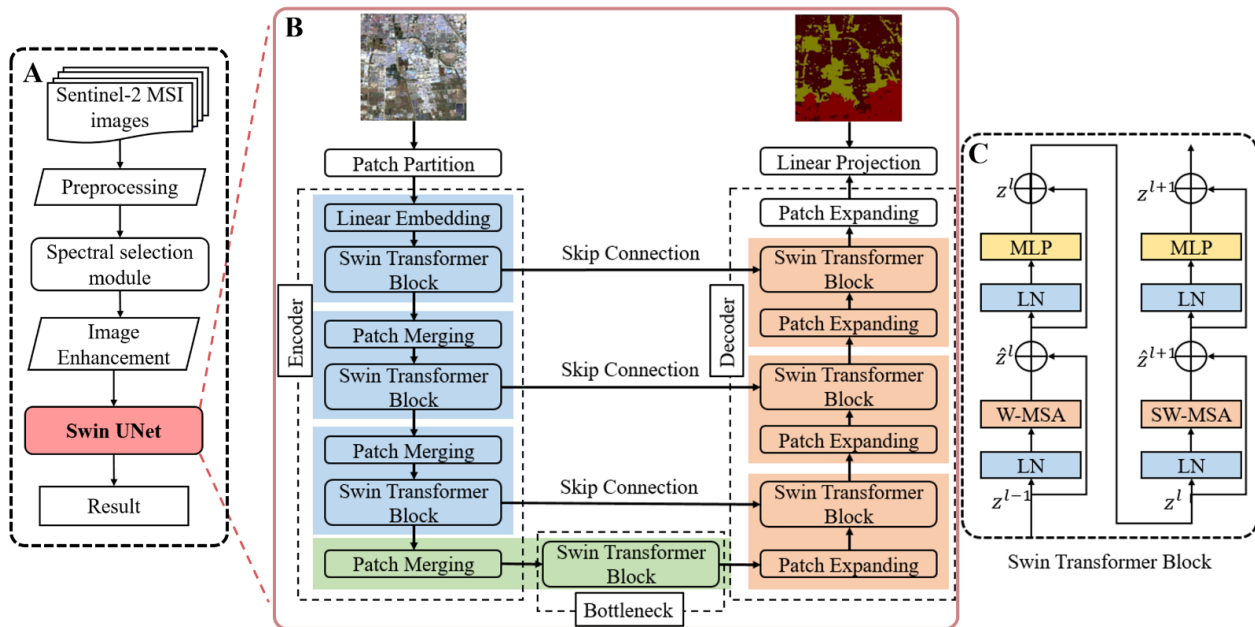 A
Sentinel-2 MSI
images
Preprocessing
Spectral selection
module
Image
Enhancement
Swin UNet
Result
B
Patch Partition
Linear Embedding
Swin Transformer
Block
Patch Merging
Swin Transformer
Block
Patch Merging
Swin Transformer
Block
Patch Merging
Encoder
Skip Connection
Skip Connection
Skip Connection
Swin Transformer
Block
Bottleneck
Linear Projection
Patch Expanding
Swin Transformer
Block
Patch Expanding
Swin Transformer
Block
Patch Expanding
Swin Transformer
Block
Patch Expanding
Decoder
C
z^l
MLP
LN
ẑ^l
W-MSA
LN
z^{l-1}
z^{l+1}
MLP
LN
ẑ^{l+1}
SW-MSA
LN
z^l
Swin Transformer Block